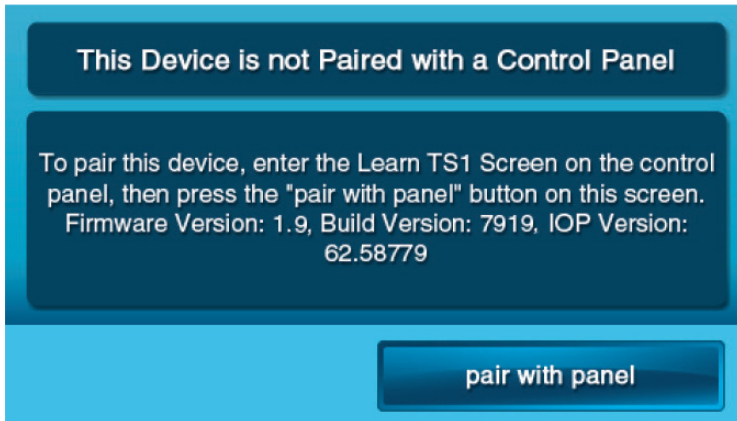 This Device is not Paired with a Control Panel
To pair this device, enter the Learn TS1 Screen on the control
panel, then press the "pair with panel" button on this screen.
Firmware Version: 1.9, Build Version: 7919, IOP Version:
62.58779
pair with panel